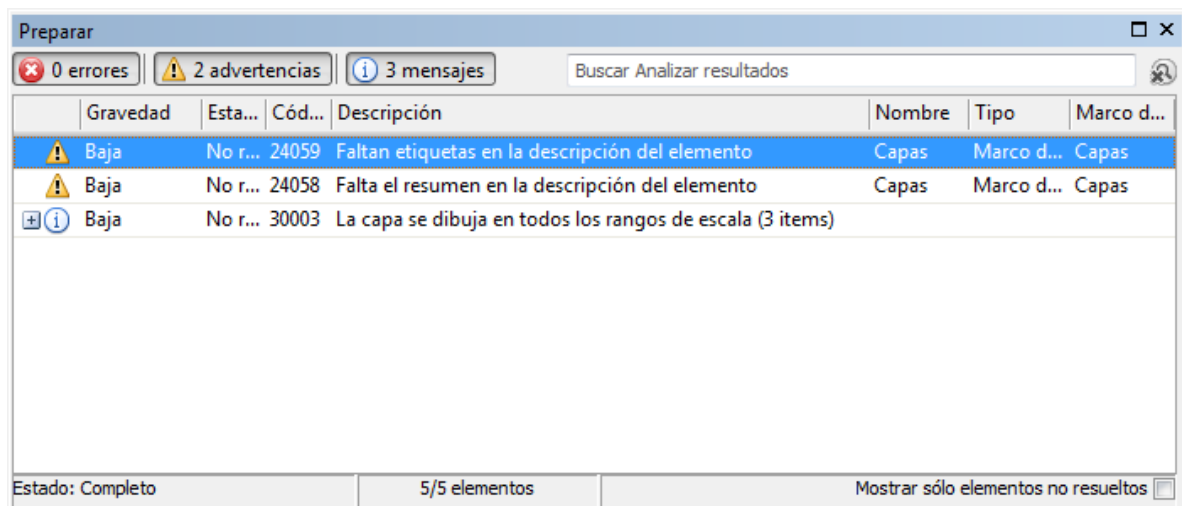 Preparar
0 errores 2 advertencias 3 mensajes Buscar Analizar resultados
Gravedad Esta... Cód... Descripción Nombre Tipo Marco d...
Baja No r... 24059 Faltan etiquetas en la descripción del elemento Capas Marco d... Capas
Baja No r... 24058 Falta el resumen en la descripción del elemento Capas Marco d... Capas
Baja No r... 30003 La capa se dibuja en todos los rangos de escala (3 items)
Estado: Completo 5/5 elementos Mostrar sólo elementos no resueltos